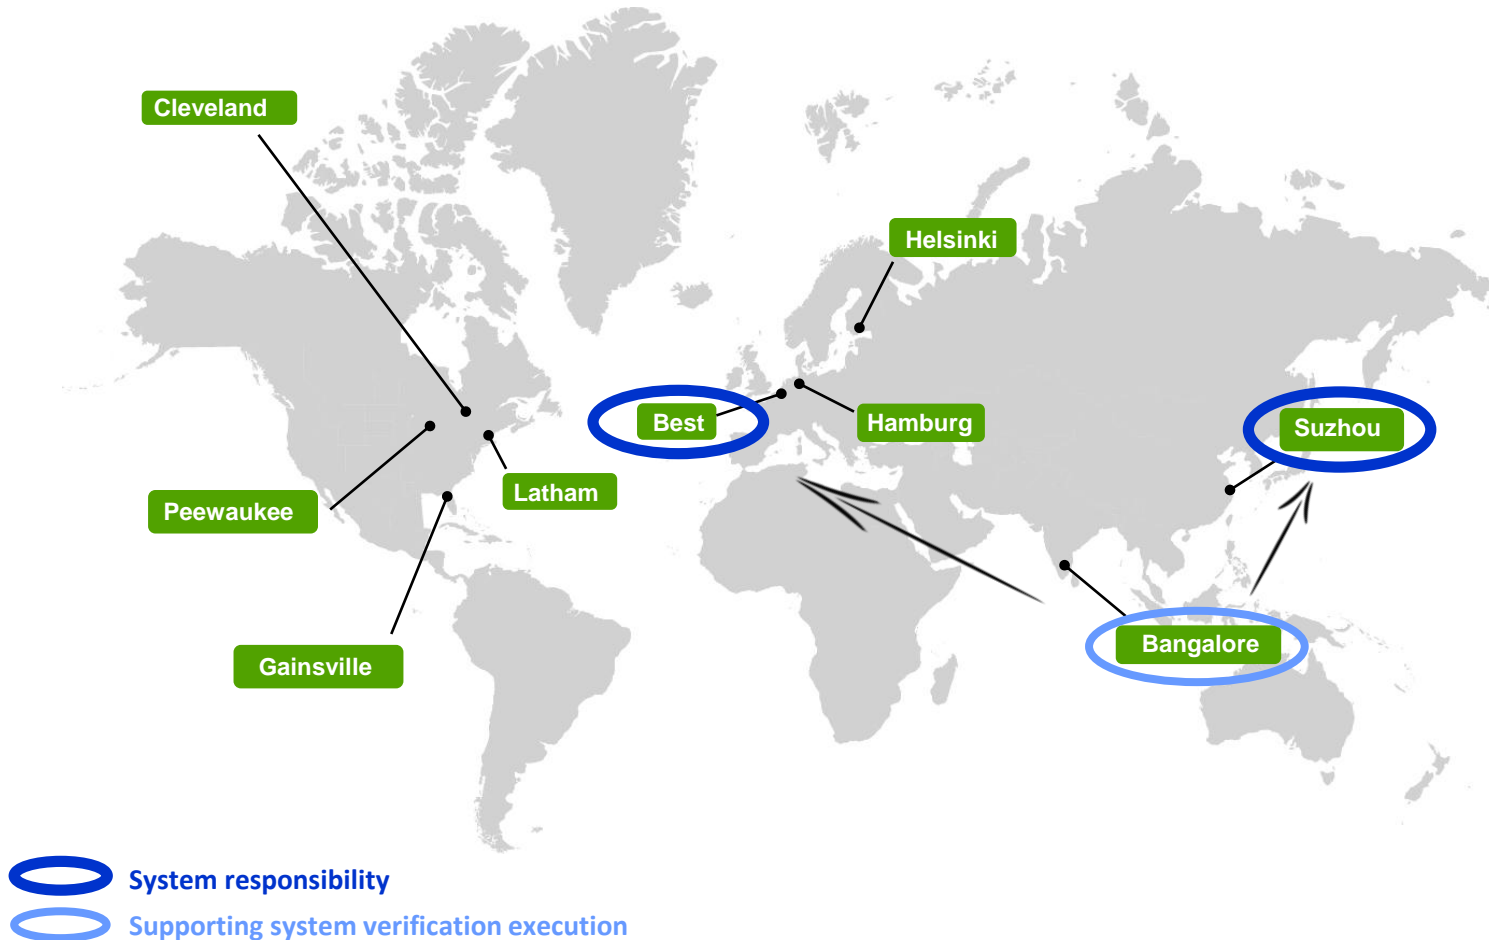 Cleveland
Helsinki
Best
Hamburg
Suzhou
Latham
Peewaukee
Bangalore
Gainsville
System responsibility
Supporting system verification execution